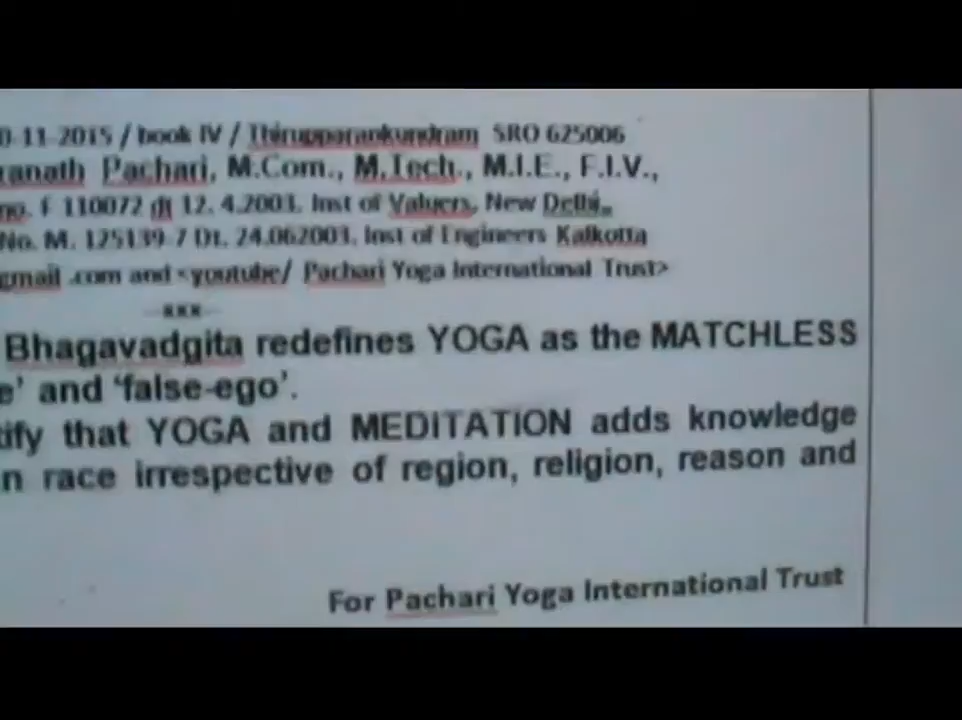 0-11-2015 / book IV / Thirupparankundram SRO 625006
ranath Pachari, M.Com., M.Tech., M.I.E., F.I.V.,
no. F 110072 dt 12. 4.2003. Inst of Valuers, New Delhi.
No. M. 125139-7 Dt. 24.062003. Inst of Engineers Kalkotta
gmail .com and <youtube/ Pachari Yoga International Trust>
Bhagavadgita redefines YOGA as the MATCHLESS
e' and 'false-ego'.
ify that YOGA and MEDITATION adds knowledge
n race irrespective of region, religion, reason and
For Pachari Yoga International Trust